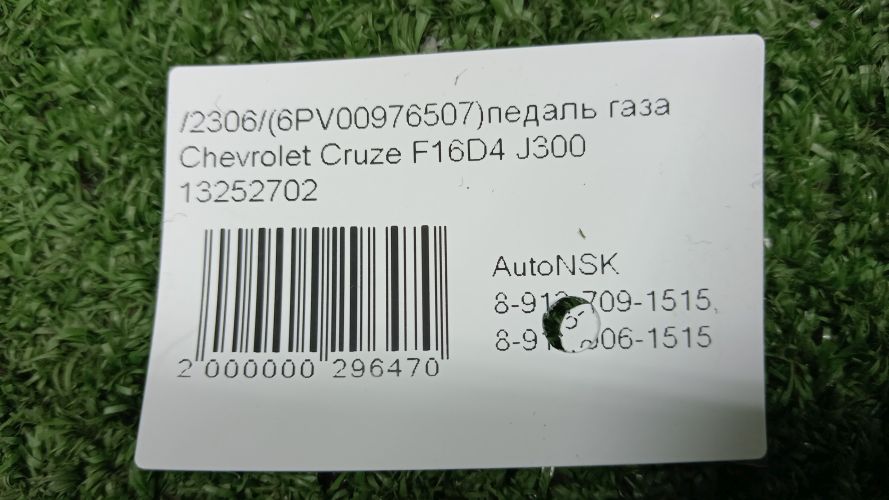 /2306/(6PV00976507)педаль газа
Chevrolet Cruze F16D4 J300
13252702
AutoNSK
2 000000 296470